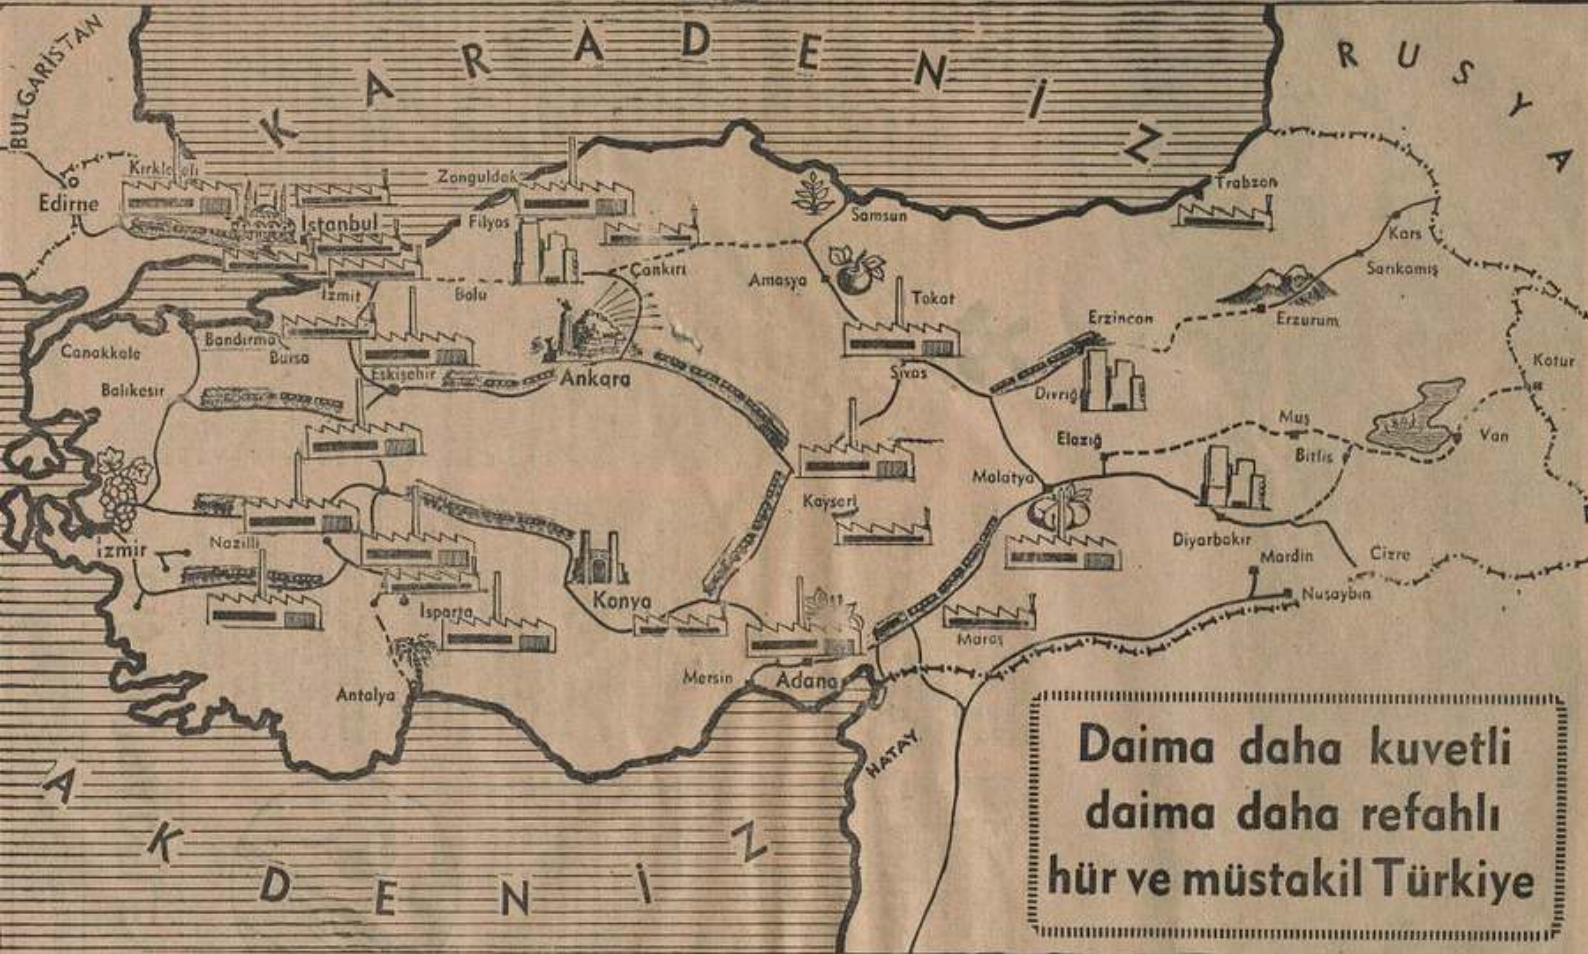 BULGARİSTAN
KARADENİZ
RUSYA
Kırklareli
Edirne
İstanbul
Zonguldak
Filyos
Samsun
Trabzon
Kars
Sarıkamış
Çankırı
Amasya
İzmit
Bolu
Tokat
Erzincan
Erzurum
Kotur
Canakkale
Bandırma
Bursa
Balıkesir
Eskişehir
Ankara
Sivas
Divriği
Elazığ
Muş
Bitlis
Van
Malatya
Kayseri
İzmir
Nazilli
Diyarbakır
Mardin
Cizre
Nusaybin
Konya
Isparta
Maraş
Mersin
Adana
Antalya
HATAY
AKDENİZ
Daima daha kuvetli
daima daha refahlı
hür ve müstakil Türkiye